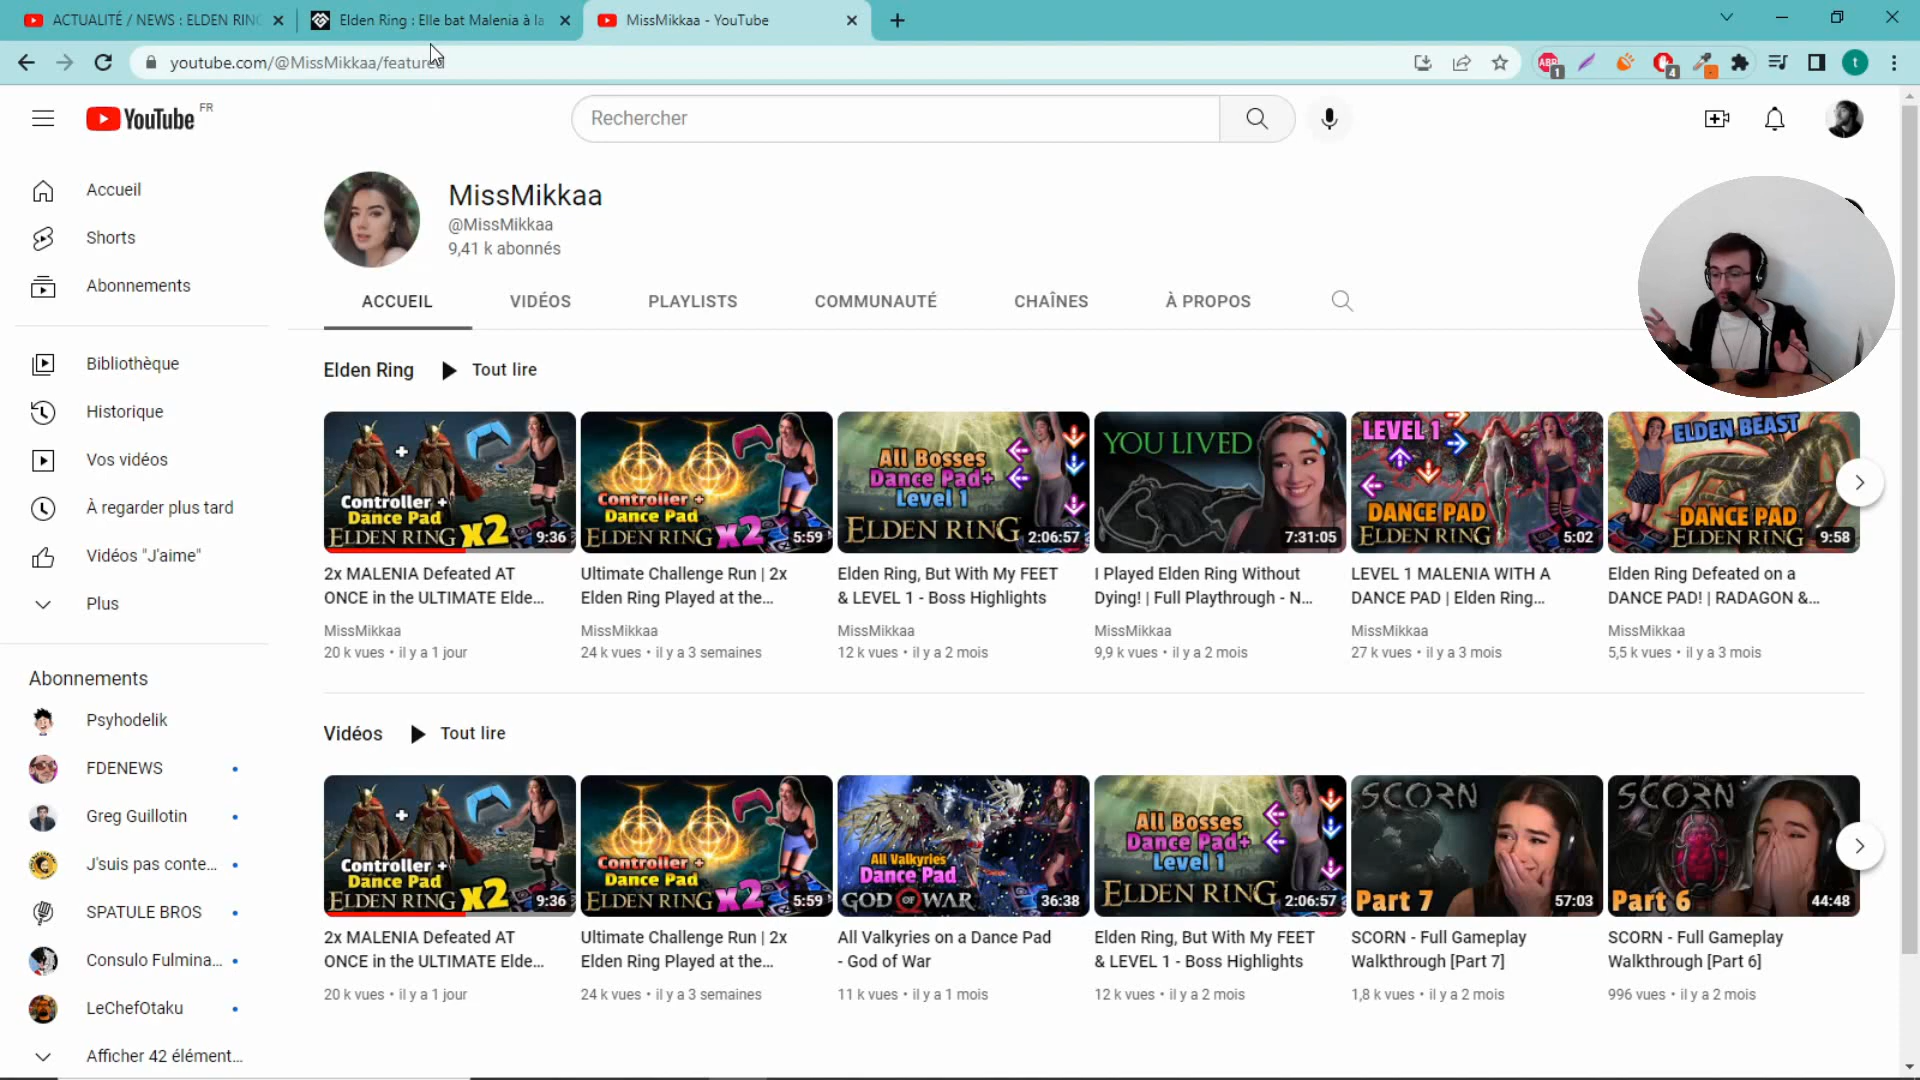 ACTUALITÉ / NEWS : ELDEN RING
Elden Ring : Elle bat Malenia à la
MissMikkaa - YouTube
youtube.com/@MissMikkaa/featured
ABP
1
4
t
YouTube
FR
Rechercher
Accueil
Shorts
Abonnements
Bibliothèque
Historique
Vos vidéos
À regarder plus tard
Vidéos "J'aime"
Plus
Abonnements
Psyhodelik
FDENEWS
Greg Guillotin
J'suis pas conte...
SPATULE BROS
Consulo Fulmina...
LeChefOtaku
Afficher 42 élément...
MissMikkaa
@MissMikkaa
9,41 k abonnés
ACCUEIL
VIDÉOS
PLAYLISTS
COMMUNAUTÉ
CHAÎNES
À PROPOS
Elden Ring
Tout lire
+
Controller +
Dance Pad
ELDEN RING X2
9:36
2x MALENIA Defeated AT
ONCE in the ULTIMATE Elde...
MissMikkaa
20 k vues • il y a 1 jour
Controller +
Dance Pad
ELDEN RING X2
5:59
Ultimate Challenge Run | 2x
Elden Ring Played at the...
MissMikkaa
24 k vues • il y a 3 semaines
All Bosses
Dance Pad+
Level 1
ELDEN RING
2:06:57
Elden Ring, But With My FEET
& LEVEL 1 - Boss Highlights
MissMikkaa
12 k vues • il y a 2 mois
YOU LIVED
7:31:05
I Played Elden Ring Without
Dying! | Full Playthrough - N...
MissMikkaa
9,9 k vues • il y a 2 mois
LEVEL 1
DANCE PAD
ELDEN RING
5:02
LEVEL 1 MALENIA WITH A
DANCE PAD | Elden Ring...
MissMikkaa
27 k vues • il y a 3 mois
ELDEN BEAST
DANCE PAD
ELDEN RING
9:58
Elden Ring Defeated on a
DANCE PAD! | RADAGON &...
MissMikkaa
5,5 k vues • il y a 3 mois
Vidéos
Tout lire
+
Controller +
Dance Pad
ELDEN RING X2
9:36
2x MALENIA Defeated AT
ONCE in the ULTIMATE Elde...
20 k vues • il y a 1 jour
Controller +
Dance Pad
ELDEN RING X2
5:59
Ultimate Challenge Run | 2x
Elden Ring Played at the...
24 k vues • il y a 3 semaines
All Valkyries
Dance Pad
GOD OF WAR
36:38
All Valkyries on a Dance Pad
- God of War
11 k vues • il y a 1 mois
All Bosses
Dance Pad+
Level 1
ELDEN RING
2:06:57
Elden Ring, But With My FEET
& LEVEL 1 - Boss Highlights
12 k vues • il y a 2 mois
SCORN
Part 7
57:03
SCORN - Full Gameplay
Walkthrough [Part 7]
1,8 k vues • il y a 2 mois
SCORN
Part 6
44:48
SCORN - Full Gameplay
Walkthrough [Part 6]
996 vues • il y a 2 mois